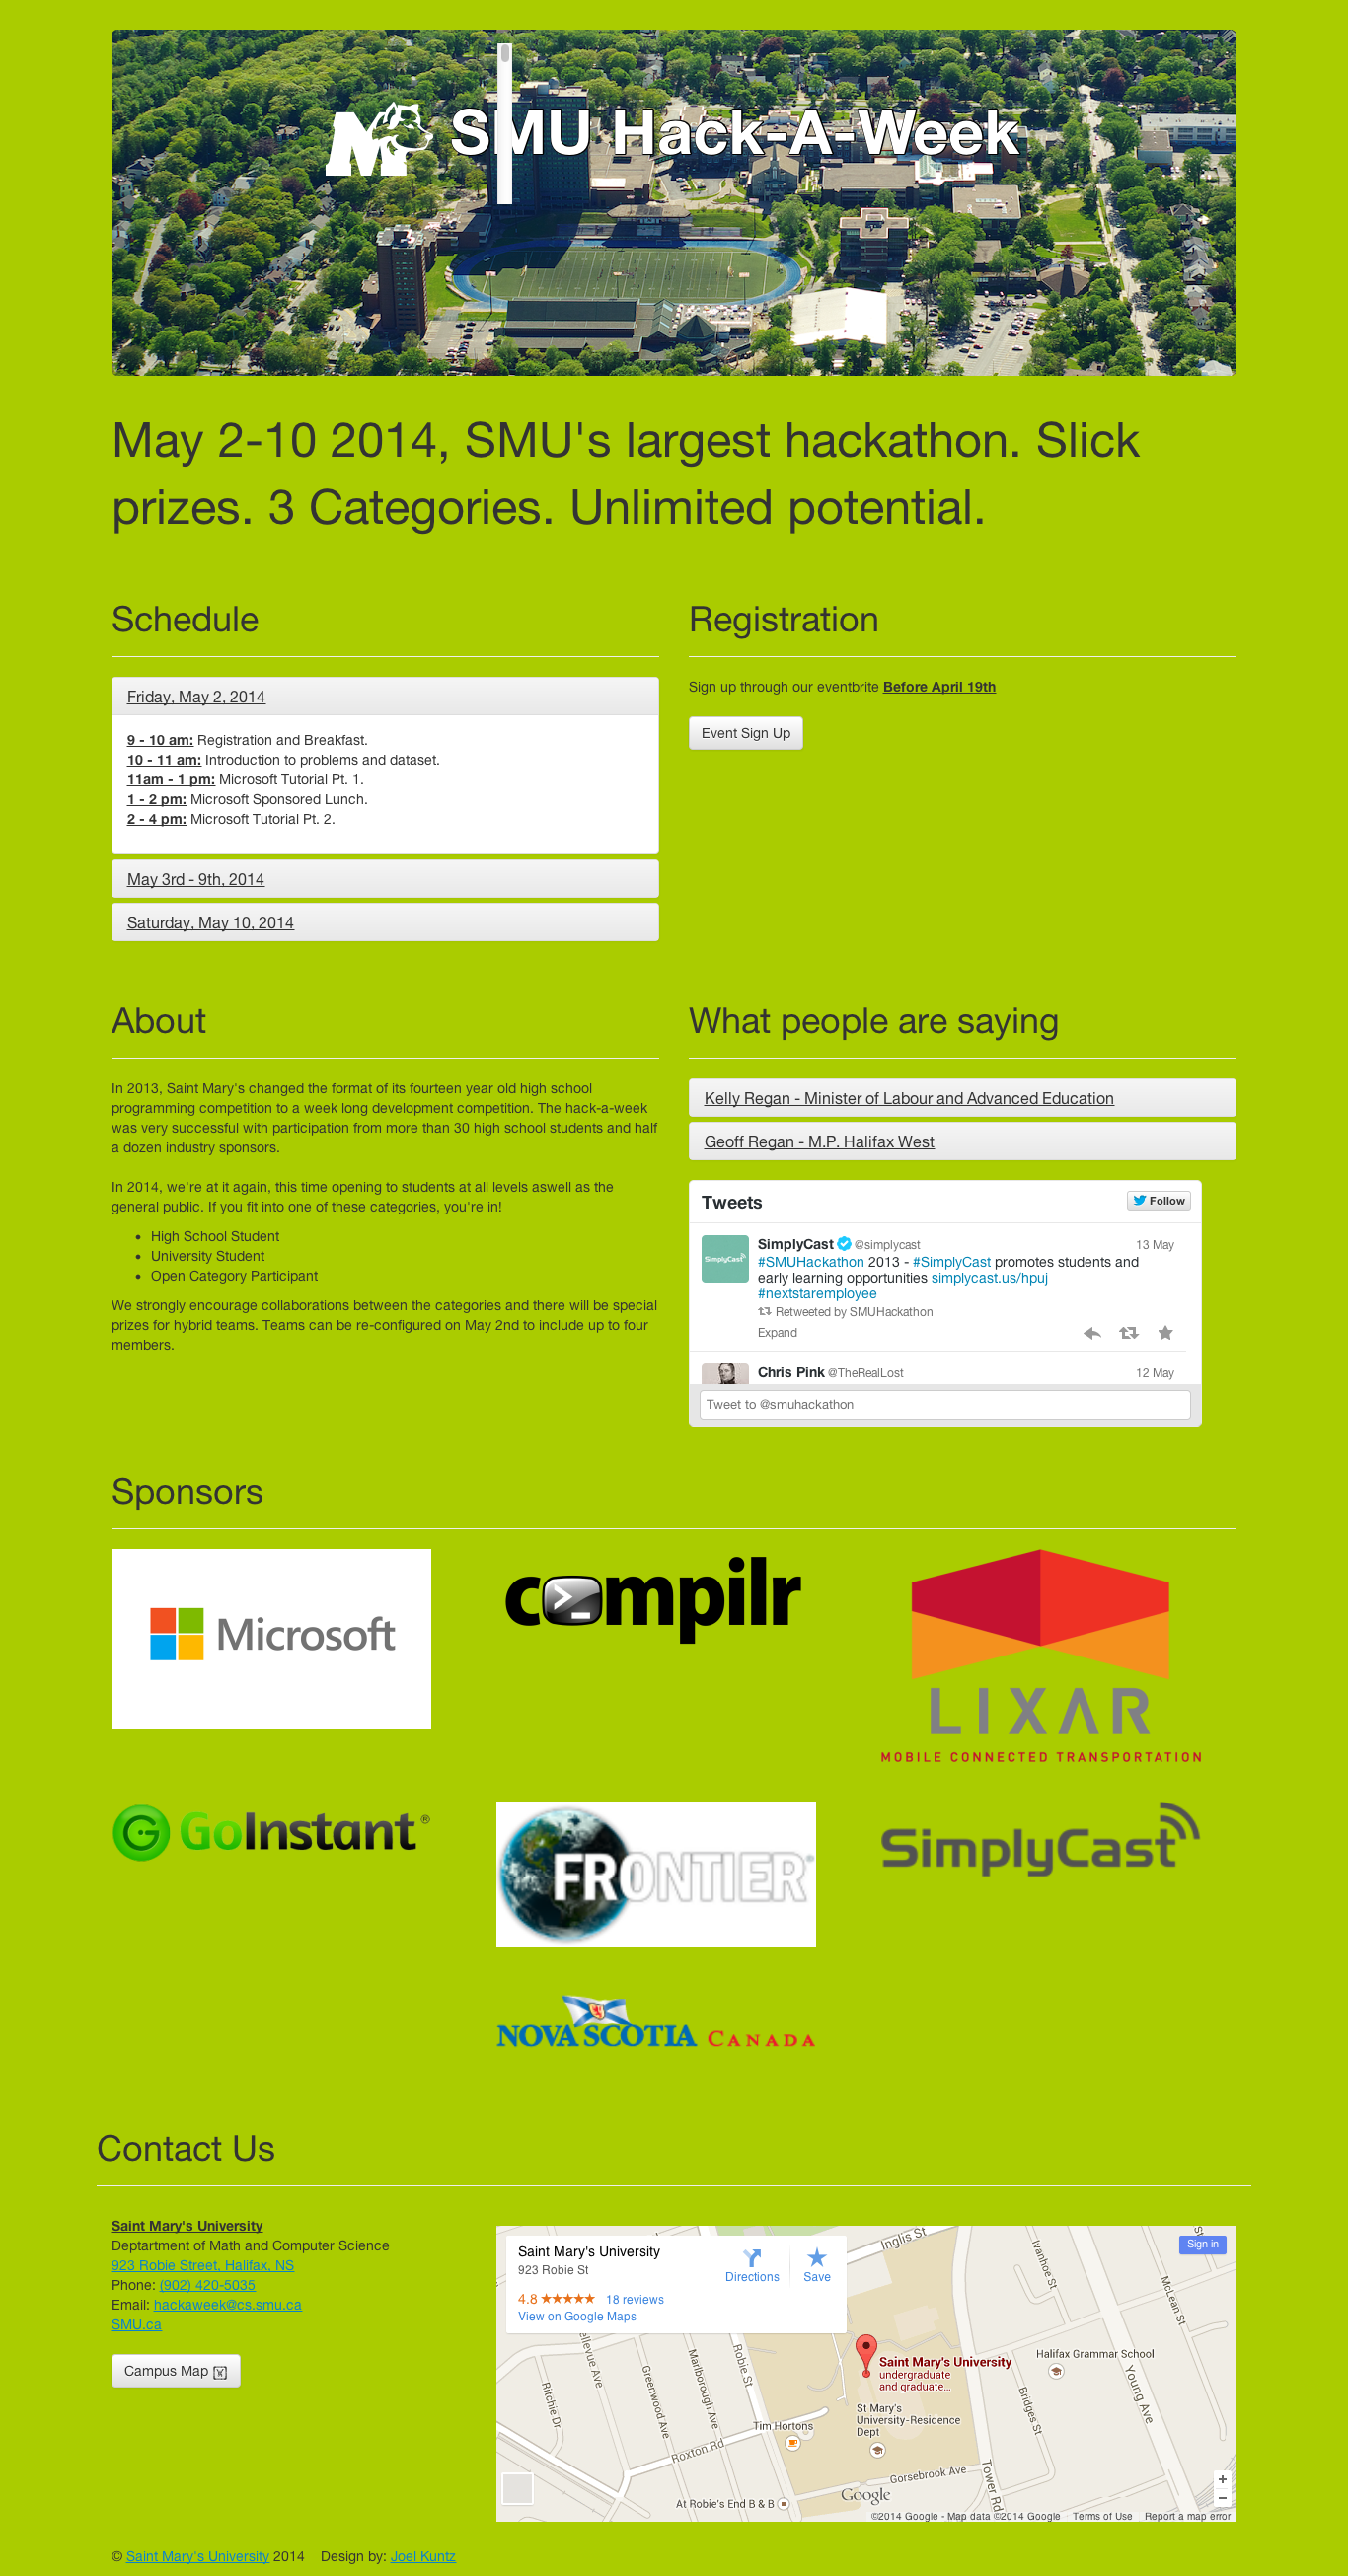 SMU Hack-A-Week
May 2-10 2014, SMU's largest hackathon. Slick
prizes. 3 Categories. Unlimited potential.
Schedule
Friday, May 2, 2014
9 - 10 am: Registration and Breakfast.
10 - 11 am: Introduction to problems and dataset.
11am - 1 pm: Microsoft Tutorial Pt. 1.
1 - 2 pm: Microsoft Sponsored Lunch.
2 - 4 pm: Microsoft Tutorial Pt. 2.
May 3rd - 9th, 2014
Saturday, May 10, 2014
Registration
Sign up through our eventbrite Before April 19th
Event Sign Up
About
In 2013, Saint Mary's changed the format of its fourteen year old high school
programming competition to a week long development competition. The hack-a-week
was very successful with participation from more than 30 high school students and half
a dozen industry sponsors.
In 2014, we're at it again, this time opening to students at all levels aswell as the
general public. If you fit into one of these categories, you're in!
• High School Student
• University Student
• Open Category Participant
We strongly encourage collaborations between the categories and there will be special
prizes for hybrid teams. Teams can be re-configured on May 2nd to include up to four
members.
What people are saying
Kelly Regan - Minister of Labour and Advanced Education
Geoff Regan - M.P. Halifax West
Tweets
Follow
SimplyCast
SimplyCast @simplycast 13 May
#SMUHackathon 2013 - #SimplyCast promotes students and
early learning opportunities simplycast.us/hpuj
#nextstaremployee
Retweeted by SMUHackathon
Expand
Chris Pink @TheRealLost 12 May
Tweet to @smuhackathon
Sponsors
Microsoft
compilr
LIXAR
MOBILE CONNECTED TRANSPORTATION
GoInstant®
FRONTIER®
SimplyCast
NOVA SCOTIA CANADA
Contact Us
Saint Mary's University
Deptartment of Math and Computer Science
923 Robie Street, Halifax, NS
Phone: (902) 420-5035
Email: hackaweek@cs.smu.ca
SMU.ca
Campus Map
Saint Mary's University
923 Robie St
4.8 ★★★★★ 18 reviews
View on Google Maps
Directions
Save
Sign in
Inglis St
Ivanhoe St
McLean St
Halifax Grammar School
Saint Mary's University
undergraduate
and graduate...
Young Ave
Bridges St
St Mary's
University-Residence
Dept
Tim Hortons
Robie St
Marlborough Ave
Greenwood Ave
ellevue Ave
Ritchie Dr
Roxton Rd
Gorsebrook Ave
Tower Rd
At Robie's End B & B
Google
+
−
©2014 Google - Map data ©2014 Google Terms of Use Report a map error
© Saint Mary's University 2014 Design by: Joel Kuntz